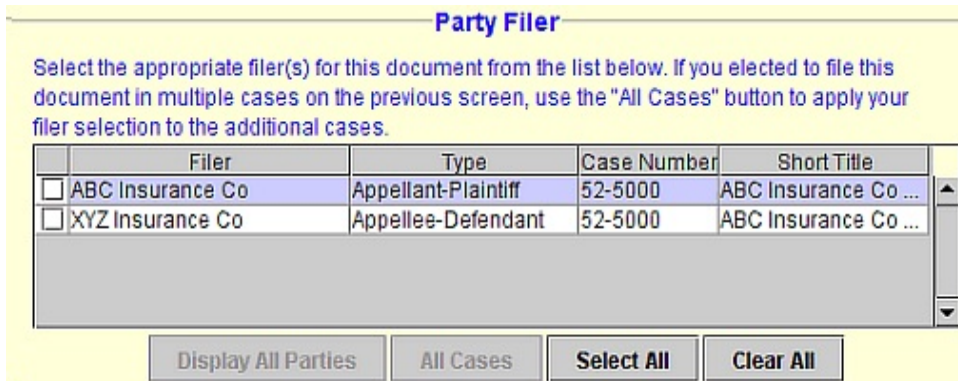 Party Filer
Select the appropriate filer(s) for this document from the list below. If you elected to file this
document in multiple cases on the previous screen, use the "All Cases" button to apply your
filer selection to the additional cases.
Filer Type Case Number Short Title
ABC Insurance Co Appellant-Plaintiff 52-5000 ABC Insurance Co ...
XYZ Insurance Co Appellee-Defendant 52-5000 ABC Insurance Co ...
Display All Parties All Cases Select All Clear All